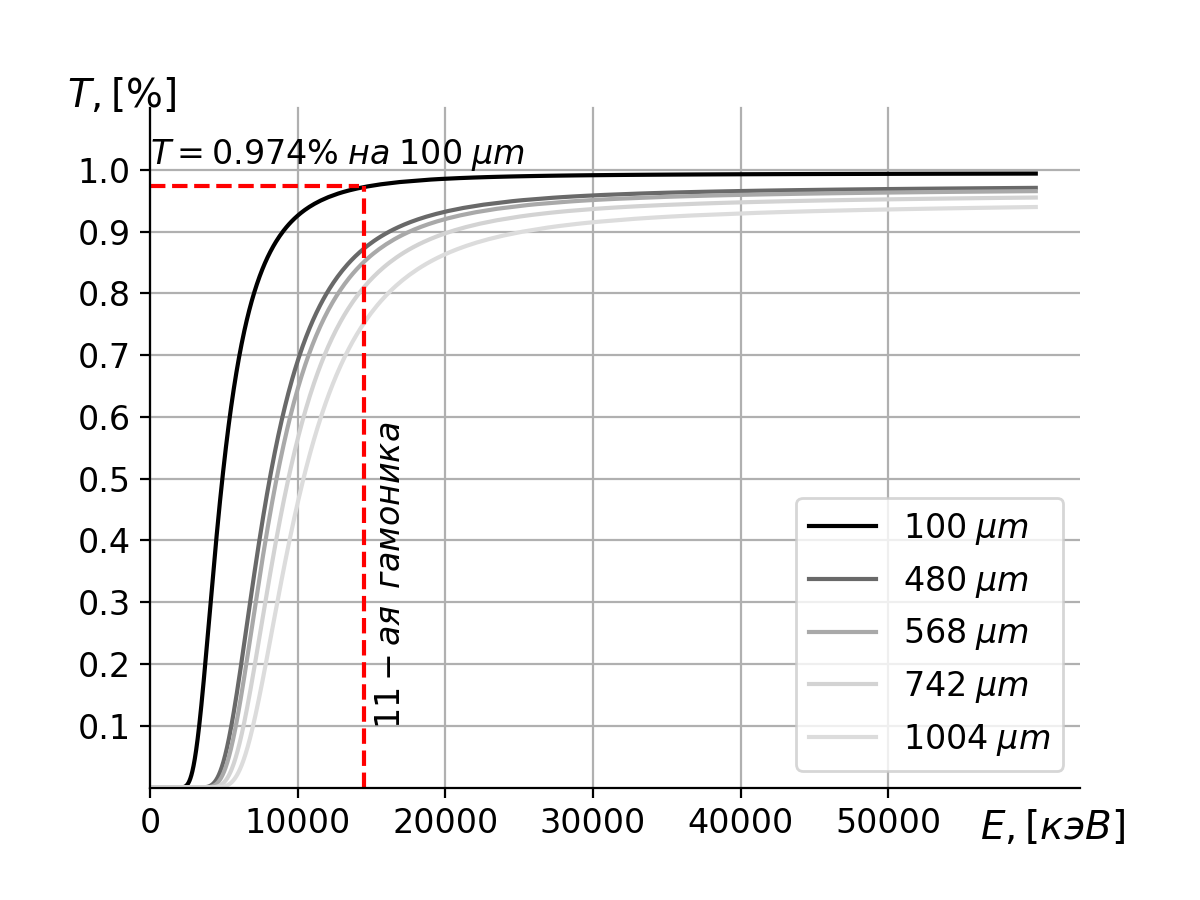 T, [%]
T = 0.974% на 100 μm
1.0
0.9
0.8
0.7
0.6
0.5
0.4
0.3
0.2
0.1
11 − ая гамоника
100 μm
480 μm
568 μm
742 μm
1004 μm
0 10000 20000 30000 40000 50000 E, [кэВ]